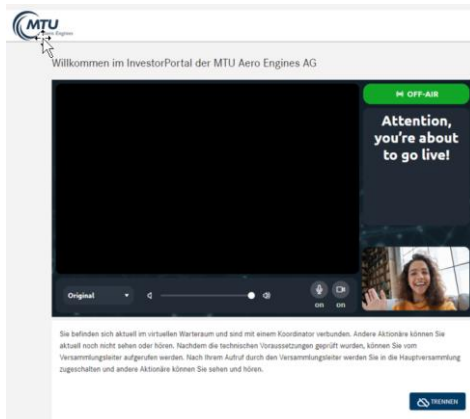 MTU
Aero Engines
Willkommen im InvestorPortal der MTU Aero Engines AG
OFF-AIR
Attention,
you're about
to go live!
Original
on on
Sie befinden sich aktuell im virtuellen Warteraum und sind mit einem Koordinator verbunden. Andere Aktionäre können Sie
aktuell noch nicht sehen oder hören. Nachdem die technischen Voraussetzungen geprüft wurden, können Sie vom
Versammlungsleiter aufgerufen werden. Nach Ihrem Aufruf durch den Versammlungsleiter werden Sie in die Hauptversammlung
zugeschalten und andere Aktionäre können Sie sehen und hören.
TRENNEN